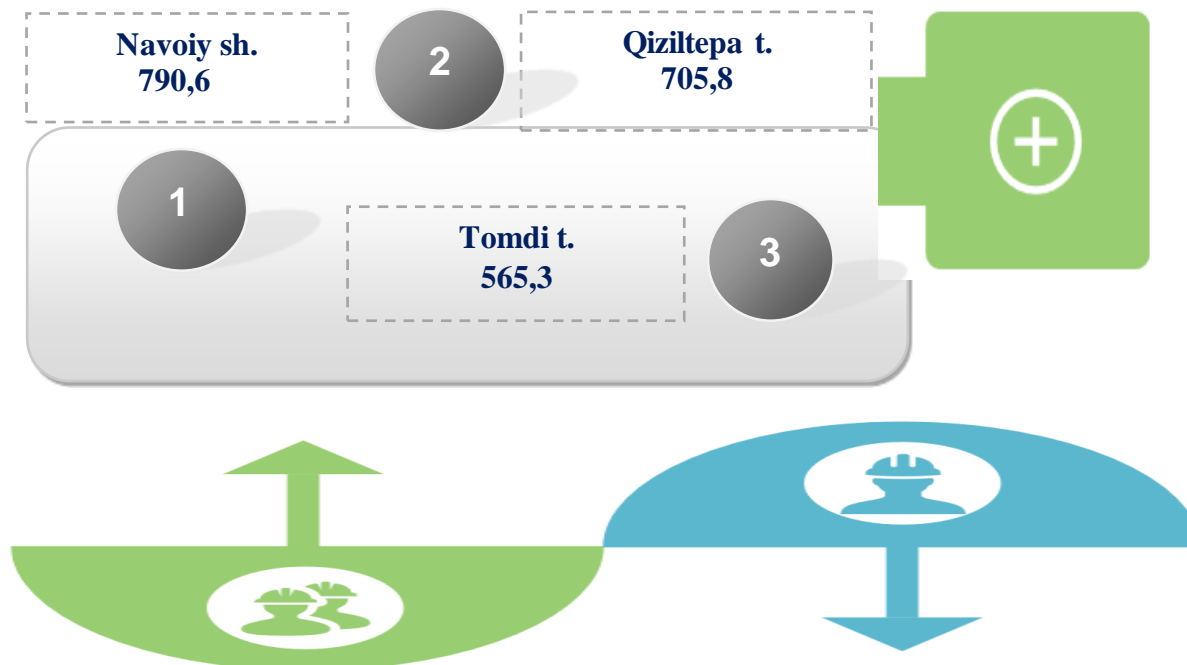 Navoiy sh.
790,6
2
Qiziltepa t.
705,8
1
Tomdi t.
565,3
3